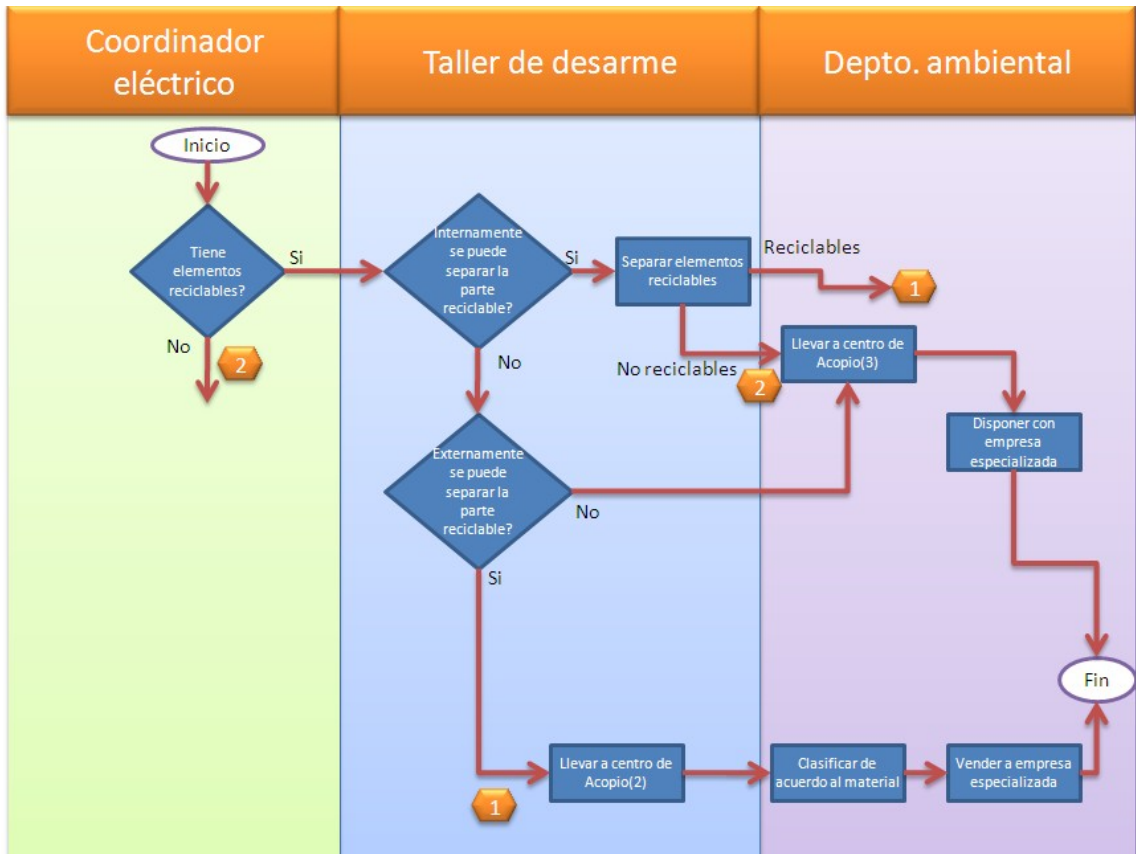 Coordinador
eléctrico
Taller de desarme
Depto. ambiental
Inicio
Tiene
elementos
reciclables?
Si
No
2
Internamente
se puede
separar la
parte
reciclable?
Si
No
Separar elementos
reciclables
Reciclables
1
No reciclables
2
Llevar a centro de
Acopio(3)
Disponer con
empresa
especializada
Externamente
se puede
separar la
parte
reciclable?
No
Si
1
Llevar a centro de
Acopio(2)
Clasificar de
acuerdo al material
Vender a empresa
especializada
Fin